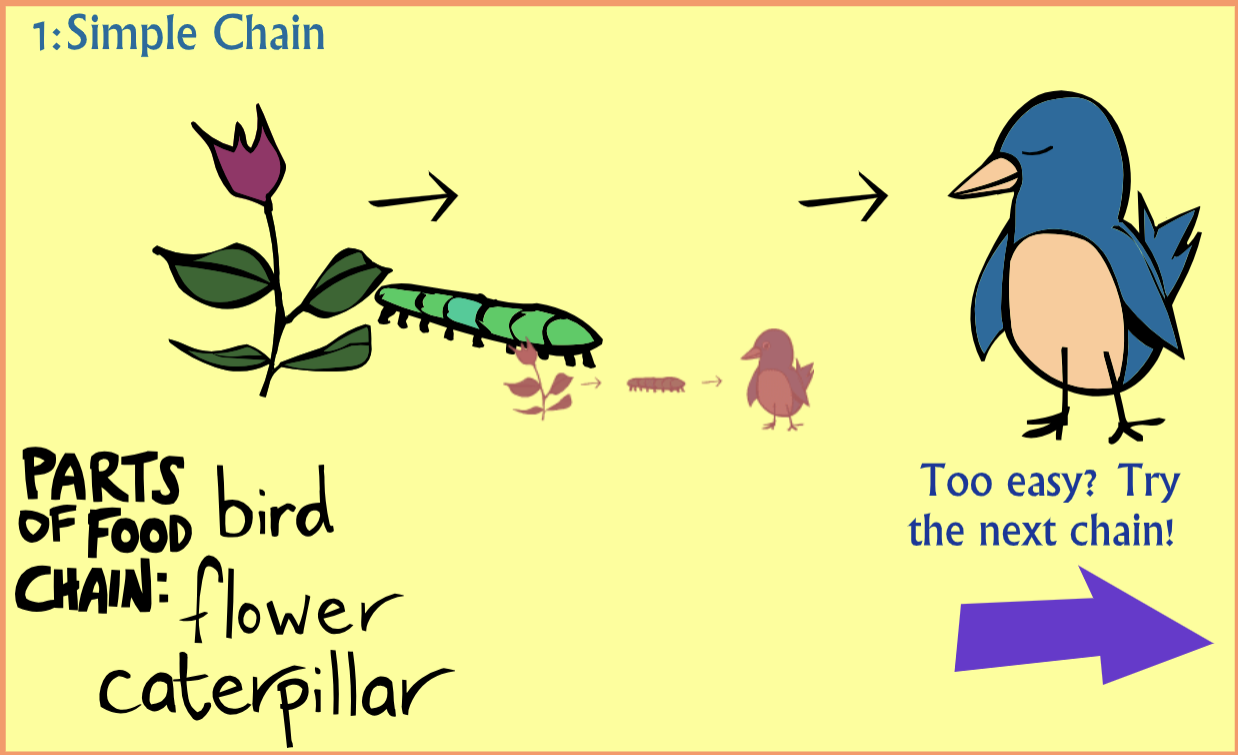 1:Simple Chain
PARTS
OF FOOD
CHAIN:
bird
flower
caterpillar
Too easy? Try
the next chain!